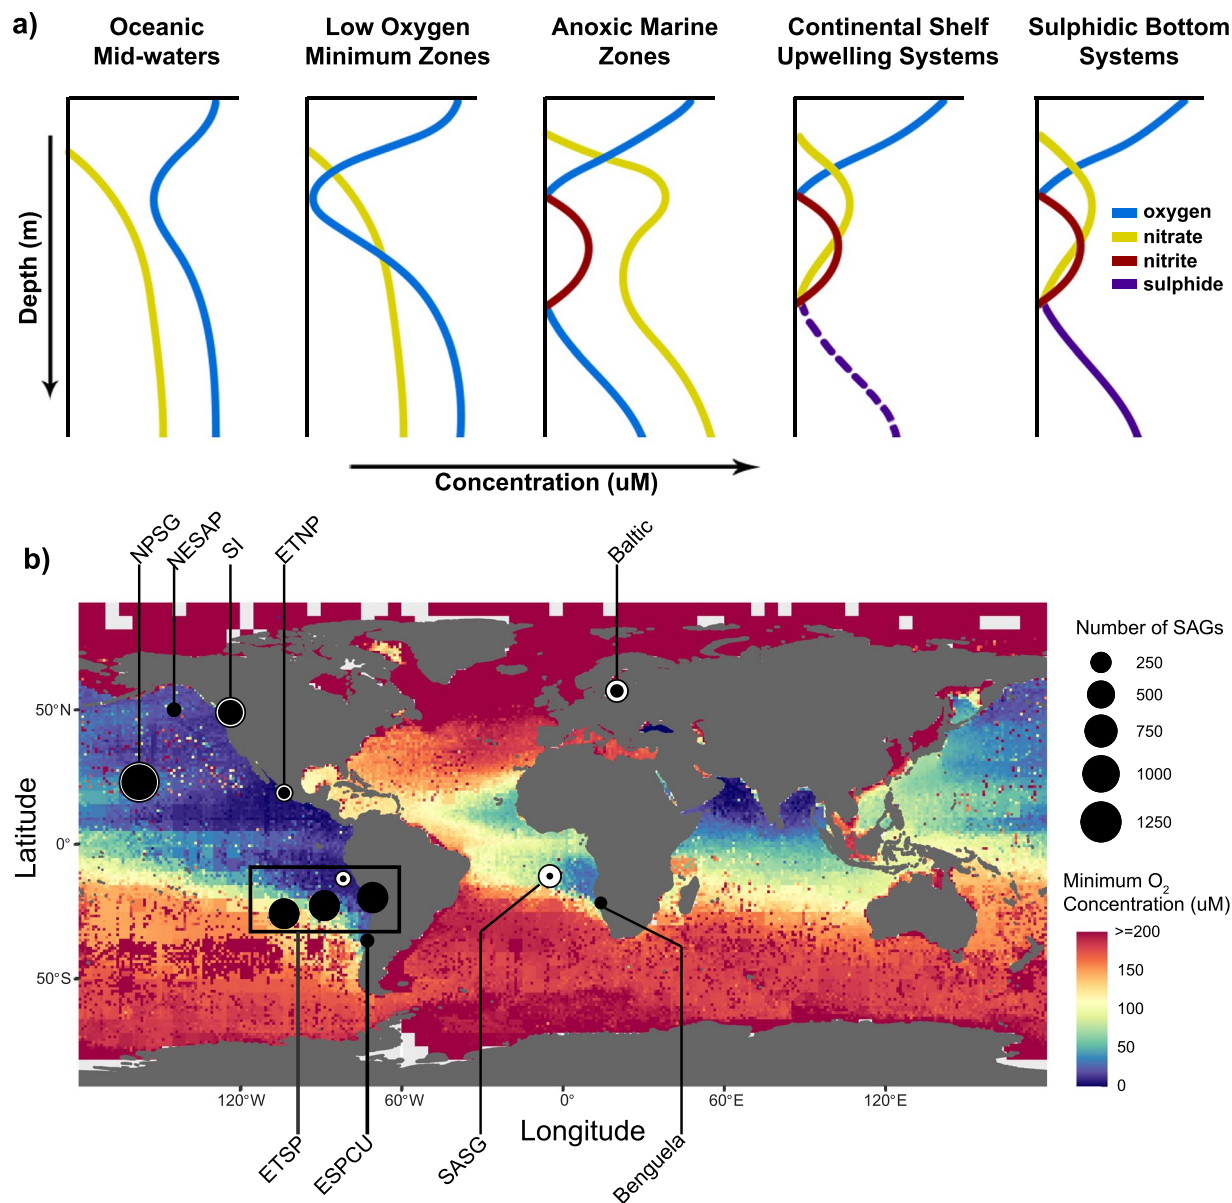 a)
Oceanic
Mid-waters
Low Oxygen
Minimum Zones
Anoxic Marine
Zones
Continental Shelf
Upwelling Systems
Sulphidic Bottom
Systems
Depth (m)
oxygen
nitrate
nitrite
sulphide
Concentration (uM)
b)
NPSG
NESAP
SI
ETNP
Baltic
Latitude
50°N
0°
50°S
120°W
60°W
0°
60°E
120°E
Longitude
ETSP
ESPCU
SASG
Benguela
Number of SAGs
250
500
750
1000
1250
Minimum O2
Concentration (uM)
>=200
150
100
50
0